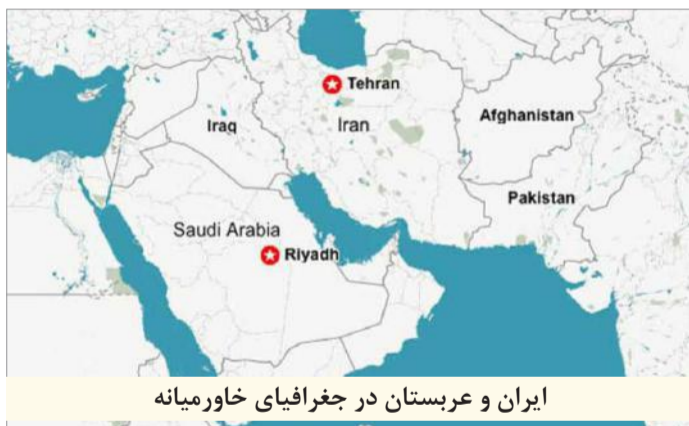 Tehran
Iran
Iraq
Afghanistan
Pakistan
Saudi Arabia
Riyadh
ایران و عربستان در جغرافیای خاورمیانه